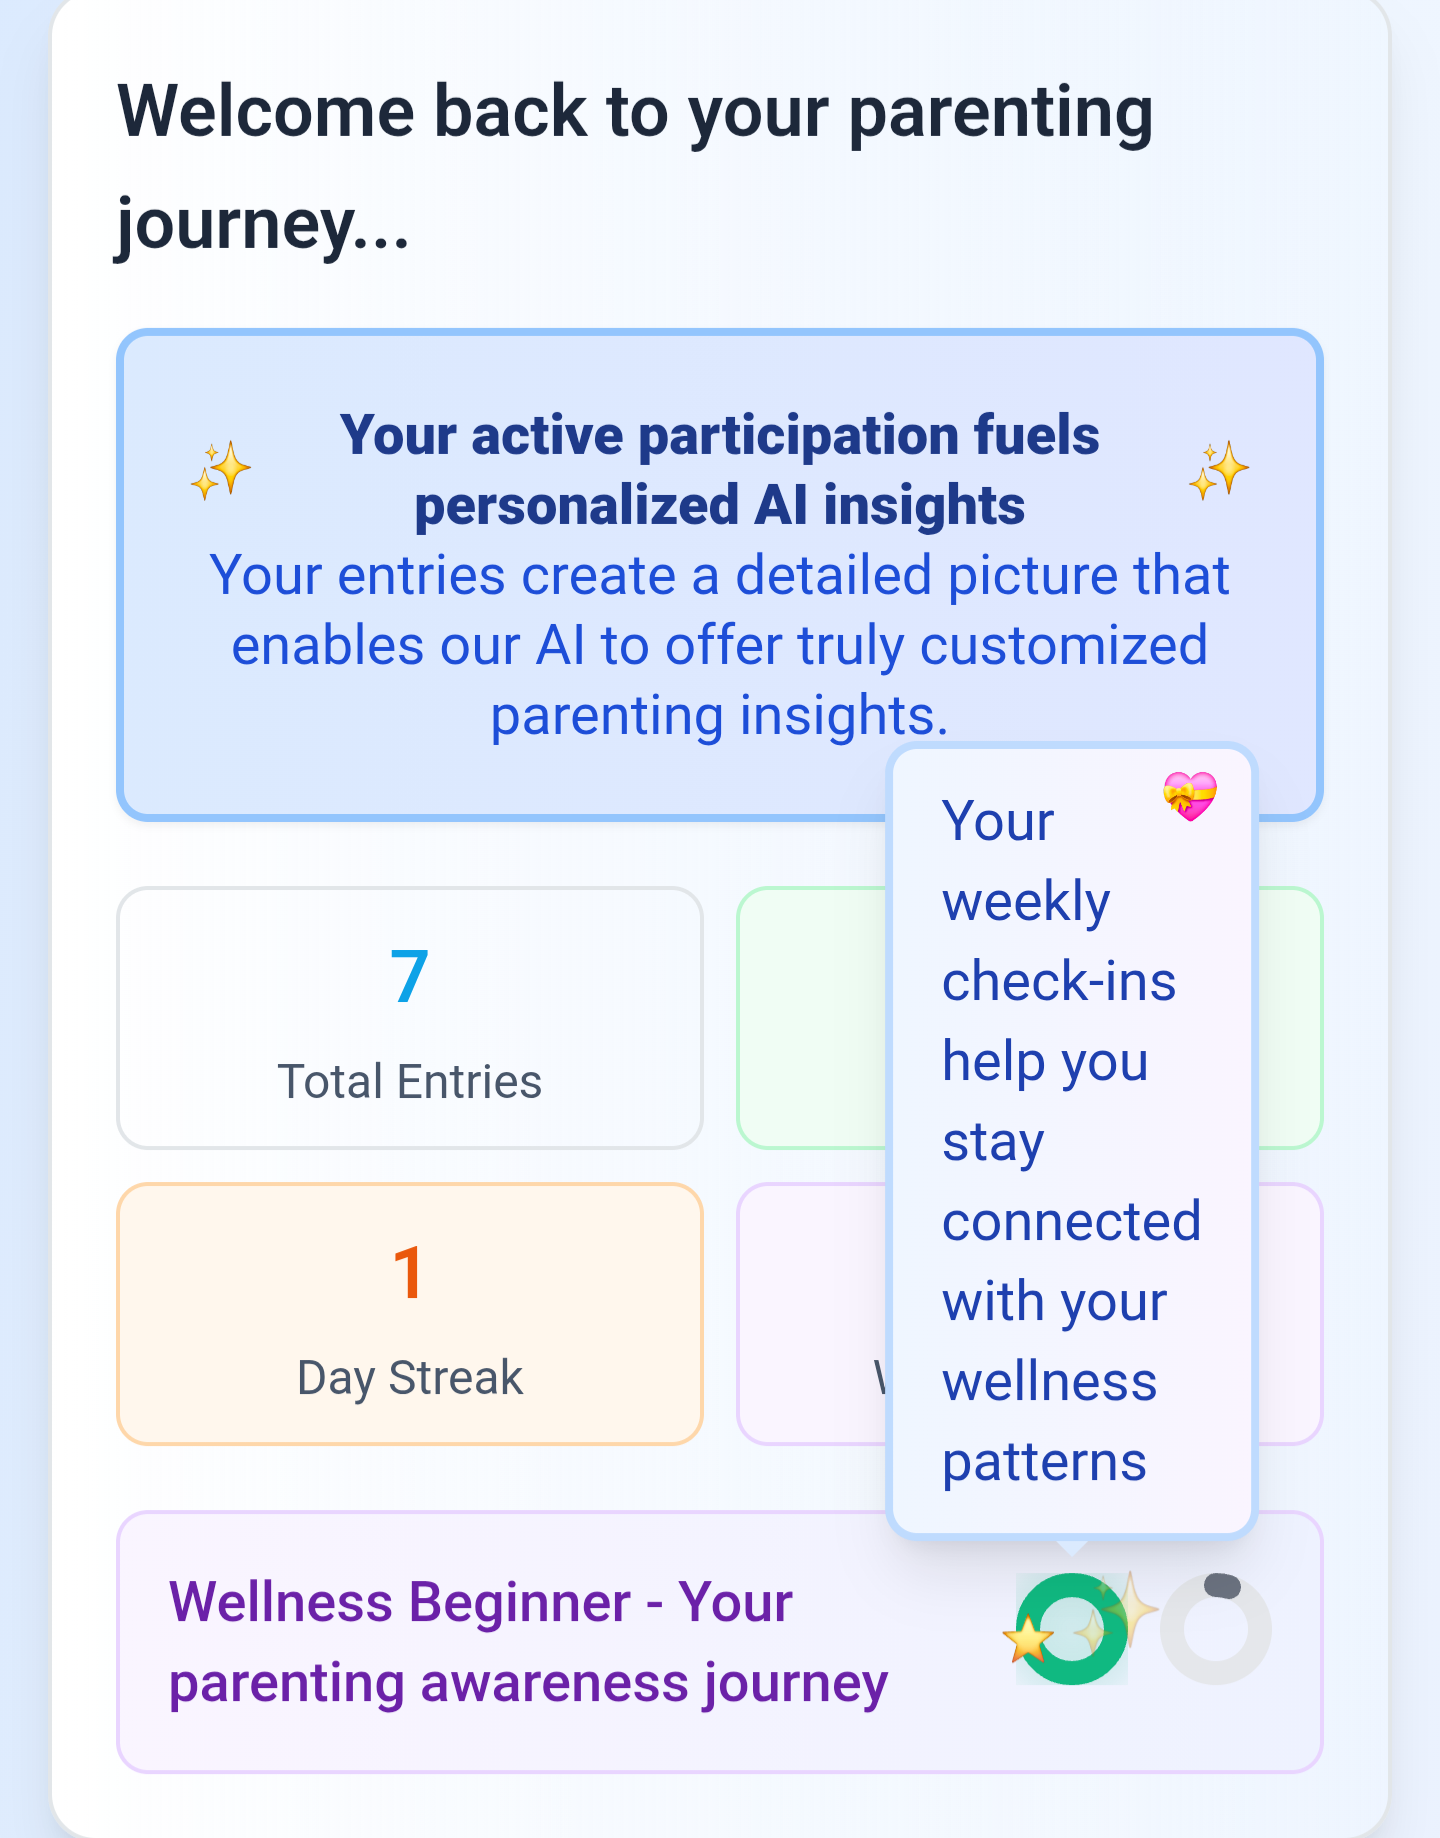 Welcome back to your parenting
journey...
Your active participation fuels
personalized AI insights
Your entries create a detailed picture that
enables our AI to offer truly customized
parenting insights.
7
Total Entries
1
Day Streak
Your
weekly
check-ins
help you
stay
connected
with your
wellness
patterns
Wellness Beginner - Your
parenting awareness journey